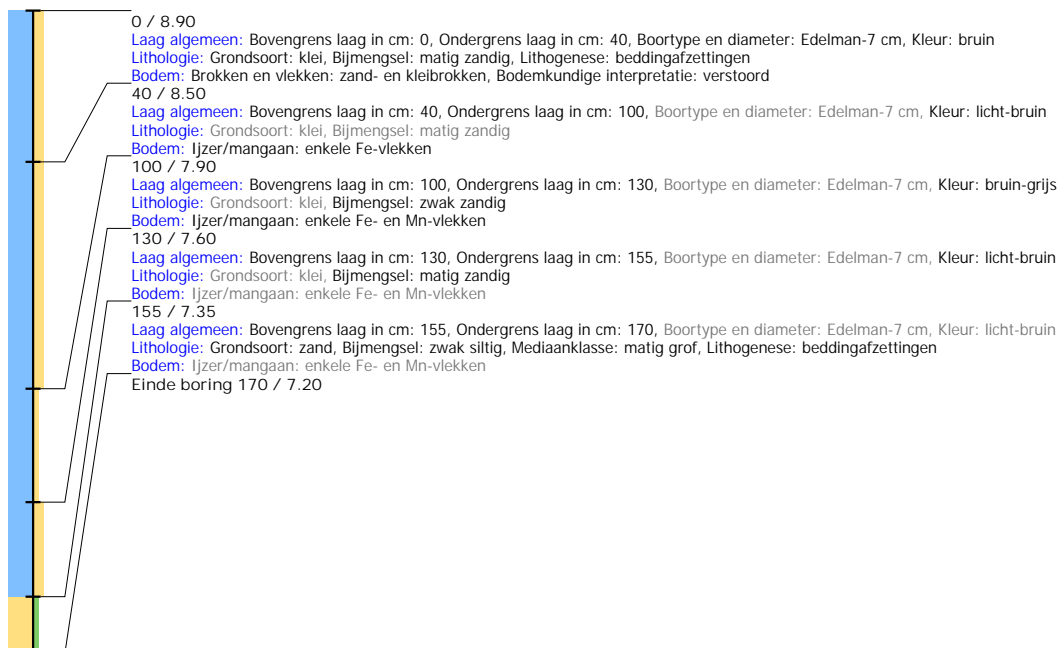 0 / 8.90
Laag algemeen: Bovengrens laag in cm: 0, Ondergrens laag in cm: 40, Boortype en diameter: Edelman-7 cm, Kleur: bruin
Lithologie: Grondsoort: klei, Bijmengsel: matig zandig, Lithogenese: beddingafzettingen
Bodem: Brokken en vlekken: zand- en kleibrokken, Bodemkundige interpretatie: verstoord
40 / 8.50
Laag algemeen: Bovengrens laag in cm: 40, Ondergrens laag in cm: 100, Boortype en diameter: Edelman-7 cm, Kleur: licht-bruin
Lithologie: Grondsoort: klei, Bijmengsel: matig zandig
Bodem: Ijzer/mangaan: enkele Fe-vlekken
100 / 7.90
Laag algemeen: Bovengrens laag in cm: 100, Ondergrens laag in cm: 130, Boortype en diameter: Edelman-7 cm, Kleur: bruin-grijs
Lithologie: Grondsoort: klei, Bijmengsel: zwak zandig
Bodem: Ijzer/mangaan: enkele Fe- en Mn-vlekken
130 / 7.60
Laag algemeen: Bovengrens laag in cm: 130, Ondergrens laag in cm: 155, Boortype en diameter: Edelman-7 cm, Kleur: licht-bruin
Lithologie: Grondsoort: klei, Bijmengsel: matig zandig
Bodem: Ijzer/mangaan: enkele Fe- en Mn-vlekken
155 / 7.35
Laag algemeen: Bovengrens laag in cm: 155, Ondergrens laag in cm: 170, Boortype en diameter: Edelman-7 cm, Kleur: licht-bruin
Lithologie: Grondsoort: zand, Bijmengsel: zwak siltig, Mediaanklasse: matig grof, Lithogenese: beddingafzettingen
Bodem: Ijzer/mangaan: enkele Fe- en Mn-vlekken
Einde boring 170 / 7.20